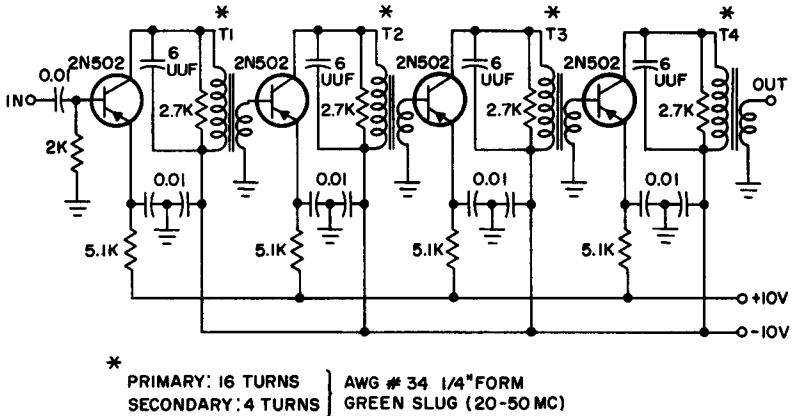 * * * *
T1 T2 T3 T4
2N502 6 UUF 2N502 6 UUF 2N502 6 UUF 2N502 6 UUF
0.01
IN 2.7K 2.7K 2.7K 2.7K OUT
2K
0.01 0.01 0.01 0.01
5.1K 5.1K 5.1K 5.1K
+10V
-10V
*
PRIMARY: 16 TURNS AWG # 34 1/4" FORM
SECONDARY: 4 TURNS GREEN SLUG (20-50 MC)